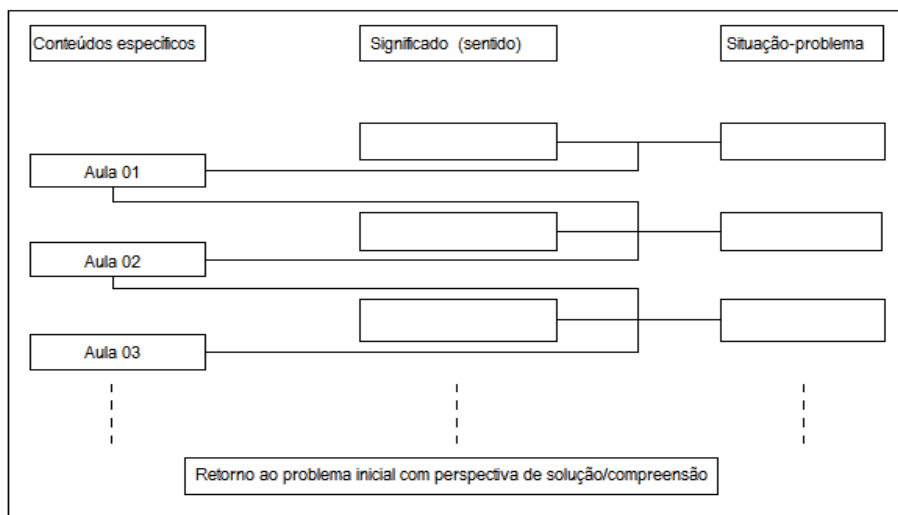 Conteúdos específicos
Significado (sentido)
Situação-problema
Aula 01
Aula 02
Aula 03
Retorno ao problema inicial com perspectiva de solução/compreensão